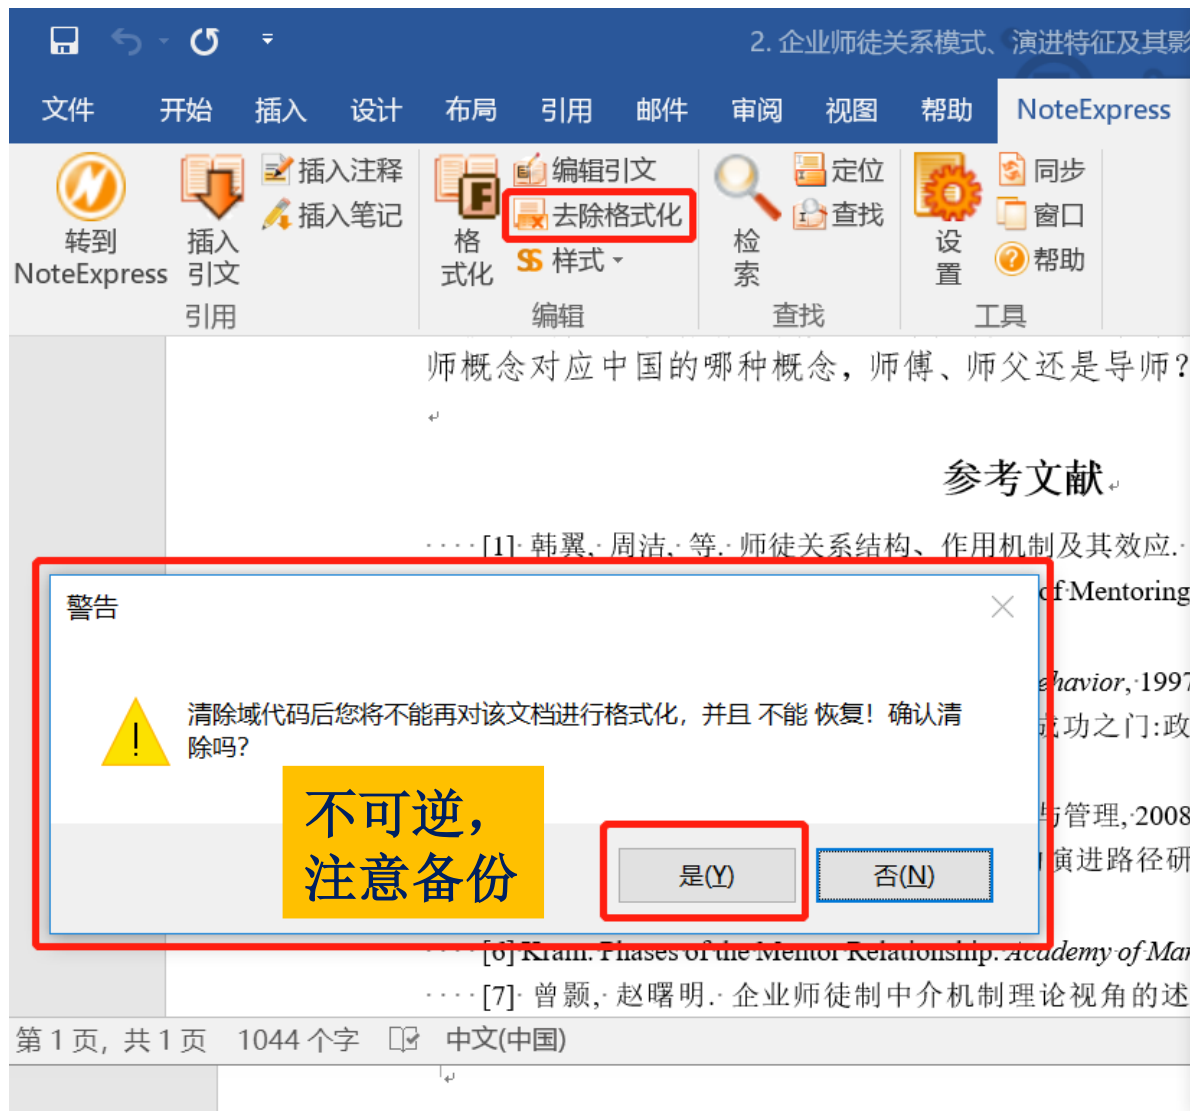 2. 企业师徒关系模式、演进特征及其影
文件 开始 插入 设计 布局 引用 邮件 审阅 视图 帮助 NoteExpress
转到
NoteExpress
插入
引文
插入注释
插入笔记
引用
格
式化
编辑引文
去除格式化
样式
编辑
检
索
定位
查找
查找
设
置
同步
窗口
帮助
工具
师概念对应中国的哪种概念，师傅、师父还是导师？
参考文献
[1] 韩翼, 周洁, 等. 师徒关系结构、作用机制及其效应.
of Mentoring
ehavior, 1997
成功之门:政
与管理, 2008
演进路径研
警告
清除域代码后您将不能再对该文档进行格式化，并且 不能 恢复！确认清
除吗？
不可逆，
注意备份
是(Y) 否(N)
[6] Kram. Phases of the Mentor Relationship. Academy of Man
[7] 曾颢, 赵曙明. 企业师徒制中介机制理论视角的述
第 1 页，共 1 页 1044 个字 中文(中国)